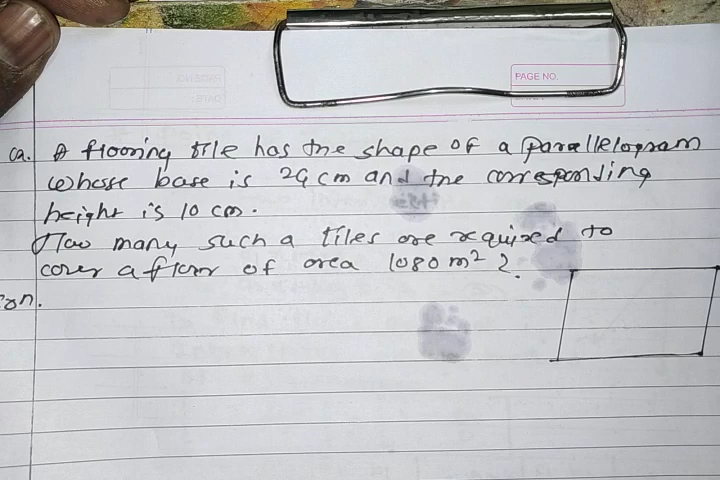 PAGE NO.
Q. A flooring tile has the shape of a parallelogram
whose base is 24 cm and the corresponding
height is 10 cm.
How many such a tiles are required to
cover a floor of area 1080 m² ?
ion.